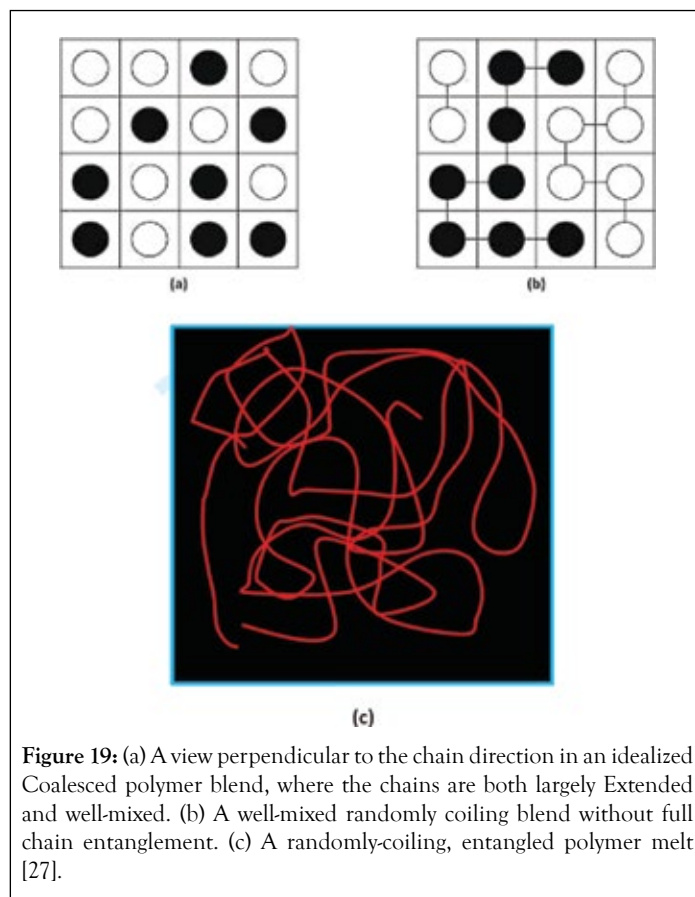 (a)
(b)
(c)
Figure 19: (a) A view perpendicular to the chain direction in an idealized
Coalesced polymer blend, where the chains are both largely Extended
and well-mixed. (b) A well-mixed randomly coiling blend without full
chain entanglement. (c) A randomly-coiling, entangled polymer melt
[27].